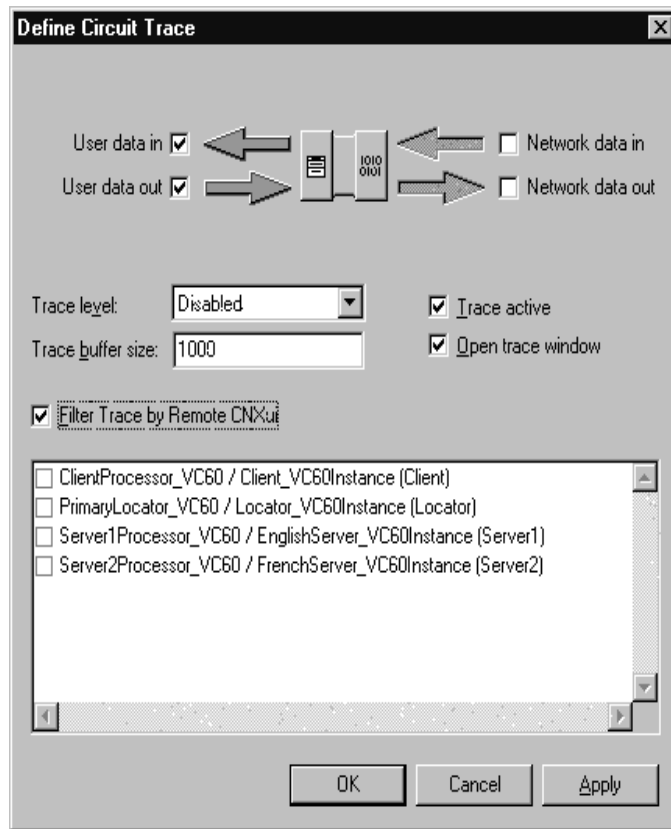 Define Circuit Trace
User data in
Network data in
1010
0101
User data out
Network data out
Trace level: Disabled
Trace active
Trace buffer size: 1000
Open trace window
Filter Trace by Remote CNXui
ClientProcessor_VC60 / Client_VC60Instance (Client)
PrimaryLocator_VC60 / Locator_VC60Instance (Locator)
Server1Processor_VC60 / EnglishServer_VC60Instance (Server1)
Server2Processor_VC60 / FrenchServer_VC60Instance (Server2)
OK Cancel Apply